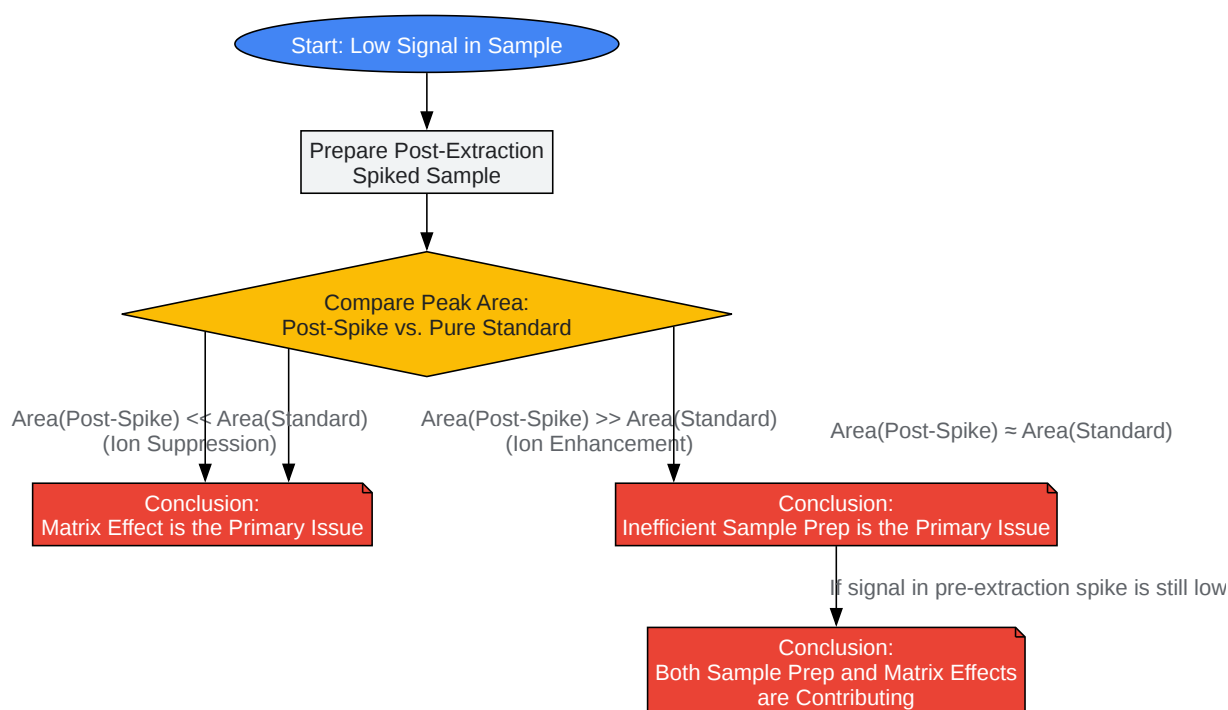 Start: Low Signal in Sample
Prepare Post-Extraction
Spiked Sample
Compare Peak Area:
Post-Spike vs. Pure Standard
Area(Post-Spike) << Area(Standard)
(Ion Suppression)
Area(Post-Spike) >> Area(Standard)
(Ion Enhancement)
Area(Post-Spike) ≈ Area(Standard)
Conclusion:
Matrix Effect is the Primary Issue
Conclusion:
Inefficient Sample Prep is the Primary Issue
If signal in pre-extraction spike is still low
Conclusion:
Both Sample Prep and Matrix Effects
are Contributing